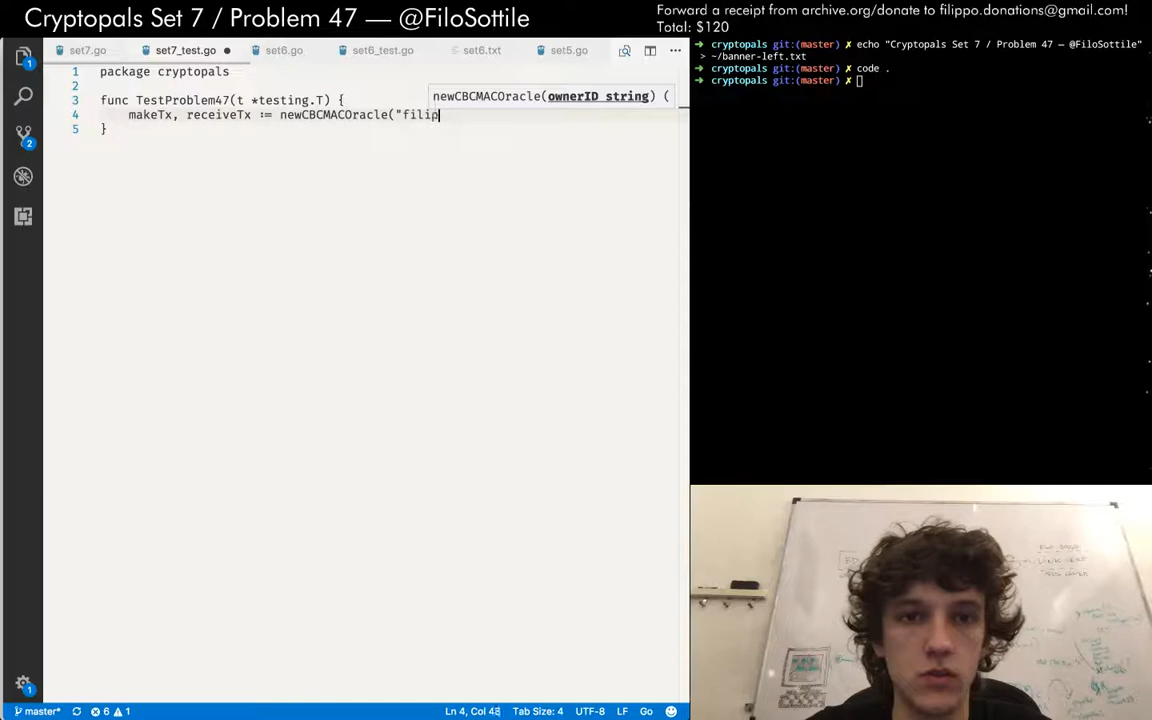 Cryptopals Set 7 / Problem 47 — @FiloSottile
Forward a receipt from archive.org/donate to filippo.donations@gmail.com!
Total: $120
set7.go
set7_test.go
set6.go
set6_test.go
set6.txt
set5.go
1 package cryptopals
2
3 func TestProblem47(t *testing.T) {
newCBCMACOracle(ownerID string) (
4 makeTx, receiveTx := newCBCMACOracle("filip
5 }
➜ cryptopals git:(master) ✗ echo "Cryptopals Set 7 / Problem 47 — @FiloSottile"
> ~/banner-left.txt
➜ cryptopals git:(master) ✗ code .
➜ cryptopals git:(master) ✗
1
2
1
master* 6 1
Ln 4, Col 43 Tab Size: 4 UTF-8 LF Go